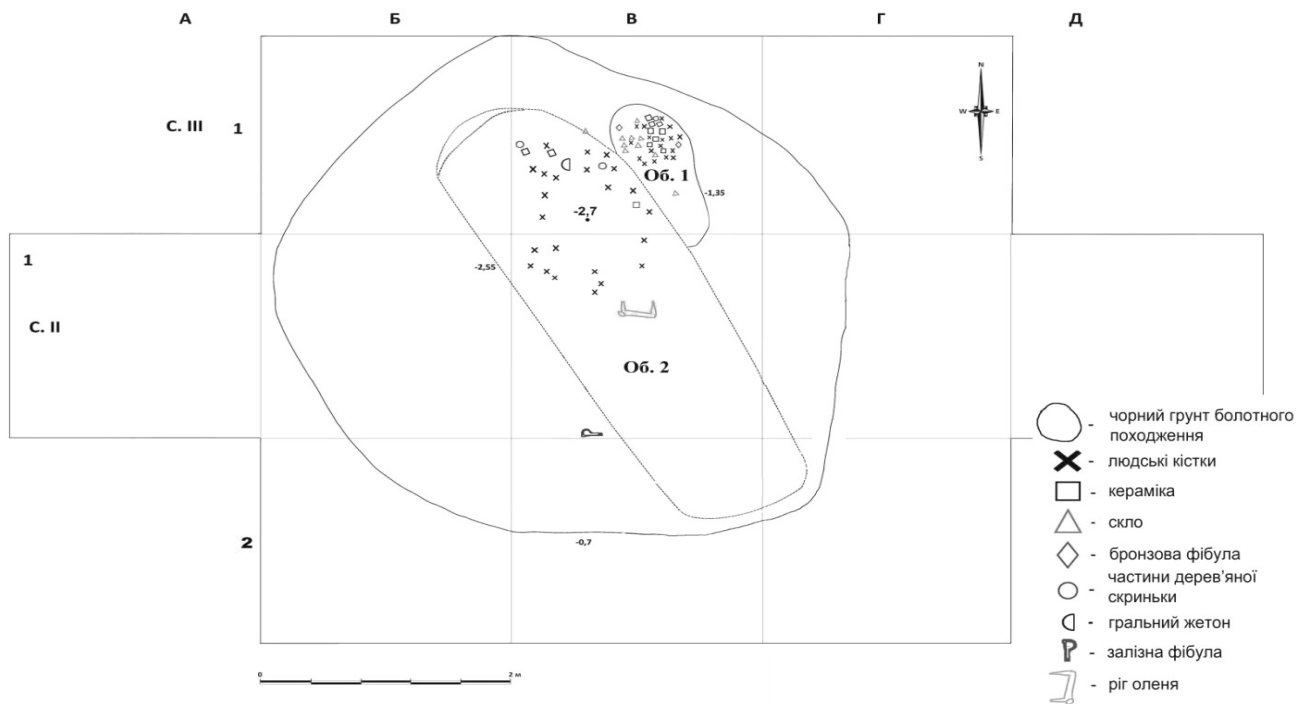 А Б В Г Д
N
W E
S
С. III 1
Об. 1
-1,35
-2,7
1
-2,55
С. II
Об. 2
2
-0,7
0 2 м
- чорний грунт болотного
походження
- людські кістки
- кераміка
- скло
- бронзова фібула
- частини дерев’яної
скриньки
- гральний жетон
- залізна фібула
- ріг оленя